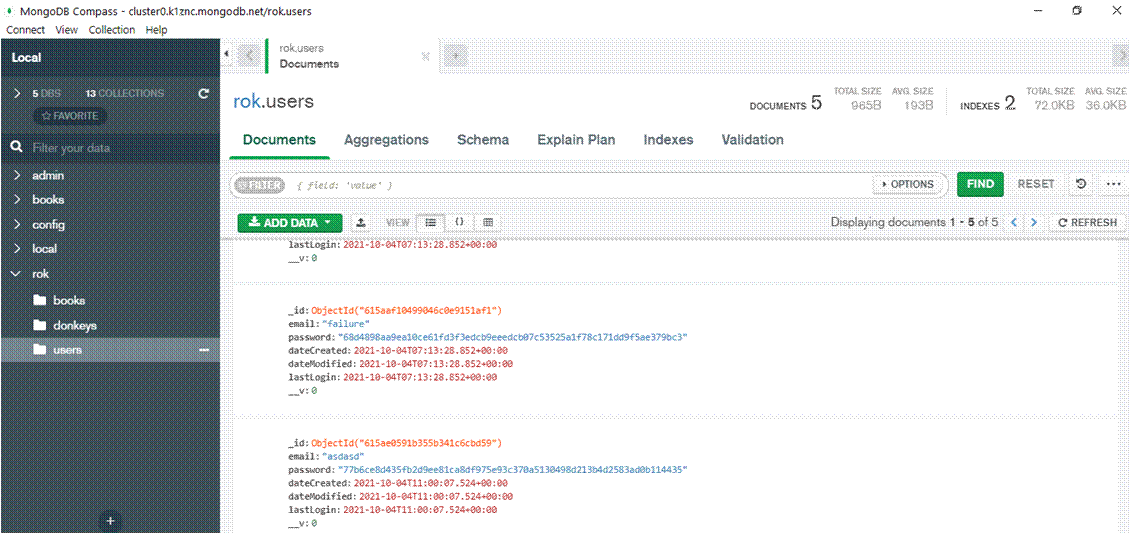 MongoDB Compass - cluster0.k1znc.mongodb.net/rok.users
Connect View Collection Help
Local
5 DBS 13 COLLECTIONS
FAVORITE
Filter your data
admin
books
config
local
rok
books
donkeys
users
rok.users
Documents
rok.users
DOCUMENTS 5 TOTAL SIZE 965B AVG. SIZE 193B INDEXES 2 TOTAL SIZE 72.0KB AVG. SIZE 36.0KB
Documents Aggregations Schema Explain Plan Indexes Validation
FILTER { field: 'value' } OPTIONS FIND RESET
ADD DATA VIEW {} Displaying documents 1 - 5 of 5 REFRESH
lastLogin: 2021-10-04T07:13:28.852+00:00
__v: 0
_id: ObjectId("615aaf10499046c0e9151af1")
email: "failure"
password: "68d4898aa9ea10ce61fd3f3edcb9eeedcb07c53525a1f78c171dd9f5ae379bc3"
dateCreated: 2021-10-04T07:13:28.852+00:00
dateModified: 2021-10-04T07:13:28.852+00:00
lastLogin: 2021-10-04T07:13:28.852+00:00
__v: 0
_id: ObjectId("615ae0591b355b341c6cbd59")
email: "asdasd"
password: "77b6ce8d435fb2d9ee81ca8df975e93c370a5130498d213b4d2583ad0b114435"
dateCreated: 2021-10-04T11:00:07.524+00:00
dateModified: 2021-10-04T11:00:07.524+00:00
lastLogin: 2021-10-04T11:00:07.524+00:00
__v: 0